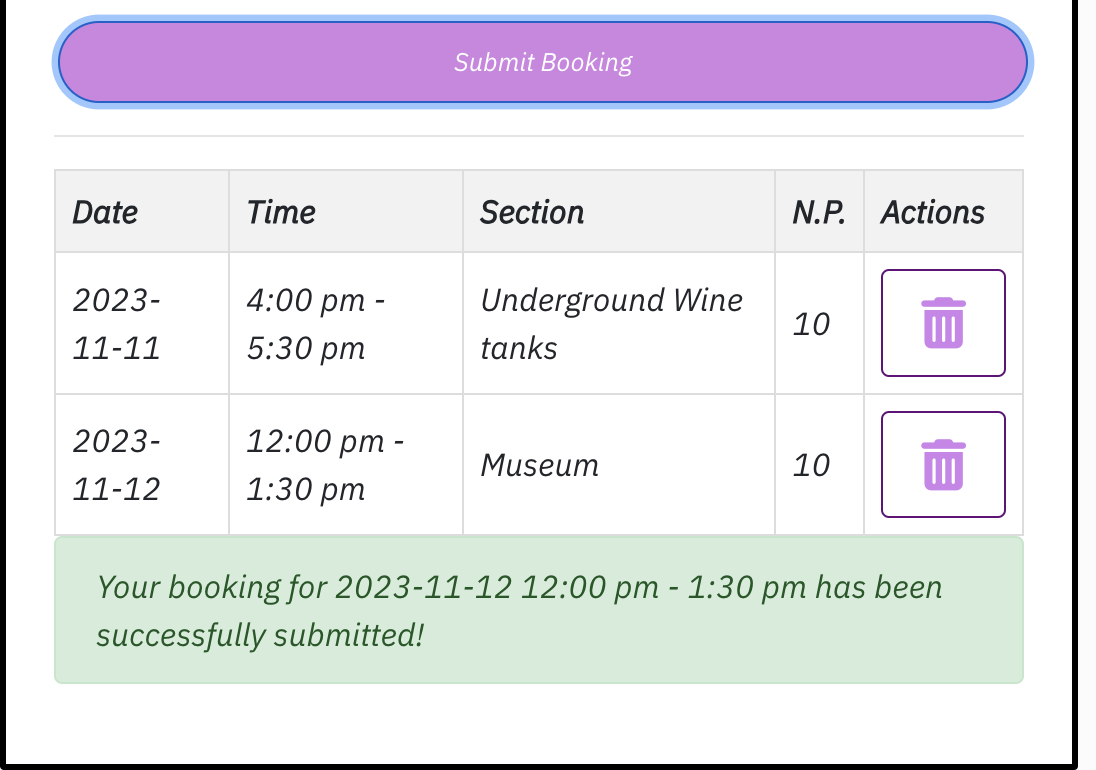 Submit Booking
Date Time Section N.P. Actions
2023- 4:00 pm - Underground Wine 10
11-11 5:30 pm tanks
2023- 12:00 pm - Museum 10
11-12 1:30 pm
Your booking for 2023-11-12 12:00 pm - 1:30 pm has been
successfully submitted!